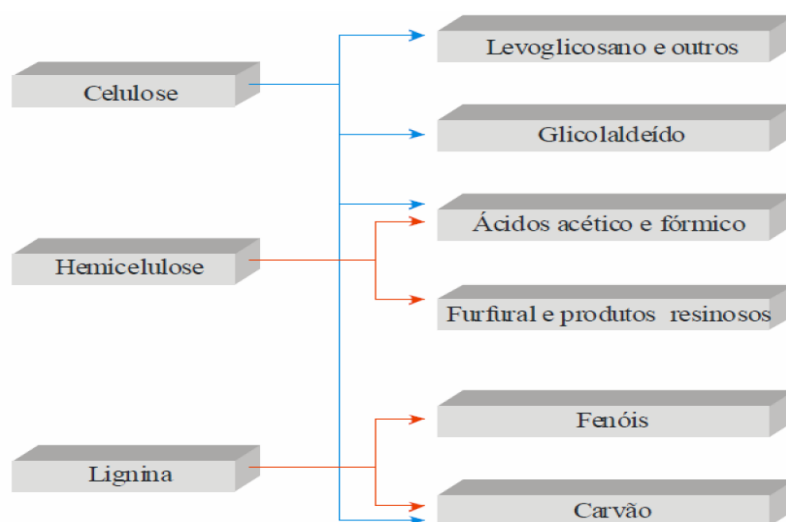 Celulose
Hemicelulose
Lignina
Levoglicosano e outros
Glicolaldeído
Ácidos acético e fórmico
Furfural e produtos resinosos
Fenóis
Carvão